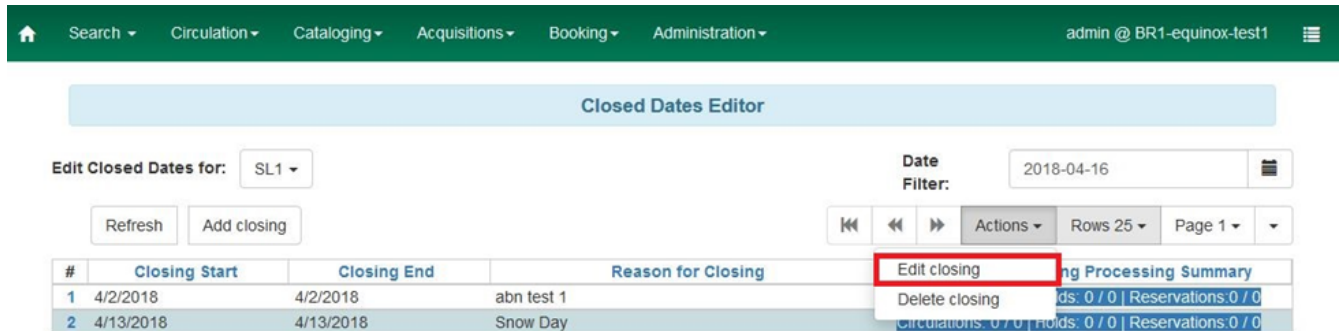 Search Circulation Cataloging Acquisitions Booking Administration admin @ BR1-equinox-test1
Closed Dates Editor
Edit Closed Dates for: SL1 Date Filter: 2018-04-16
Refresh Add closing Actions Rows 25 Page 1
# Closing Start Closing End Reason for Closing ng Processing Summary
Edit closing
1 4/2/2018 4/2/2018 abn test 1 ds: 0 / 0 | Reservations:0 / 0
Delete closing
2 4/13/2018 4/13/2018 Snow Day Circulations: 0 / 0 | Holds: 0 / 0 | Reservations:0 / 0